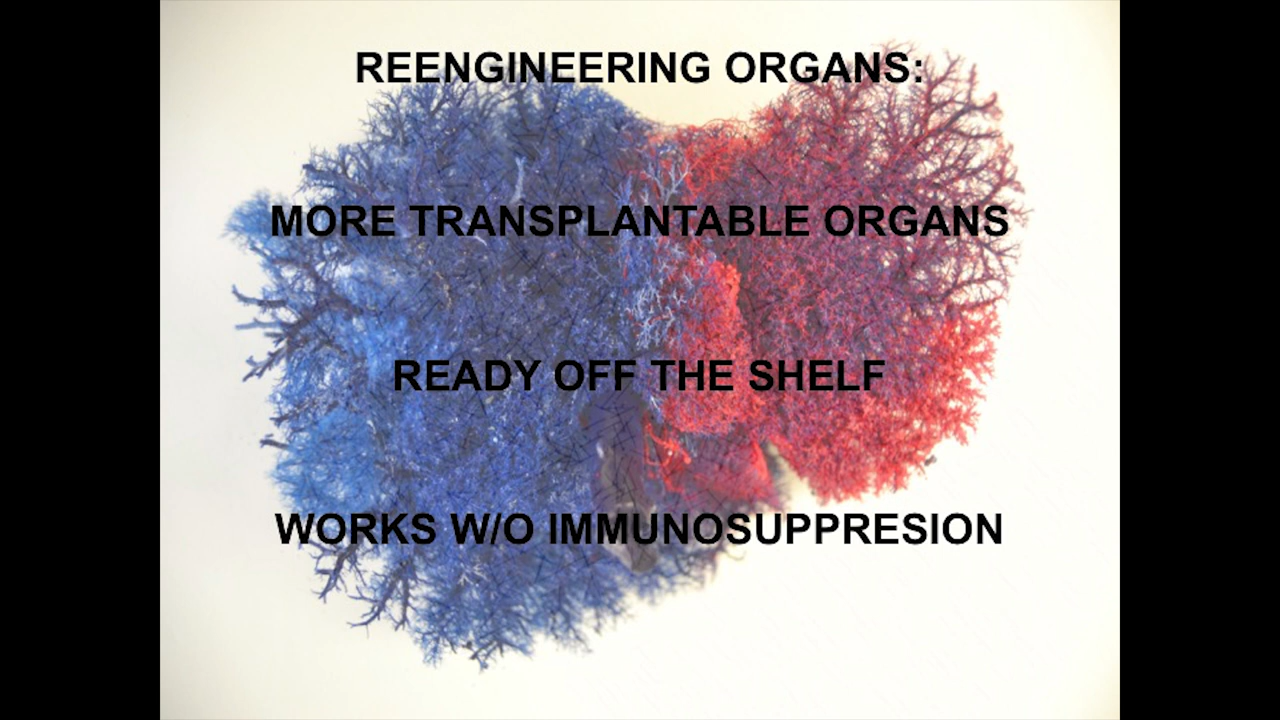 REENGINEERING ORGANS:
MORE TRANSPLANTABLE ORGANS
READY OFF THE SHELF
WORKS W/O IMMUNOSUPPRESION